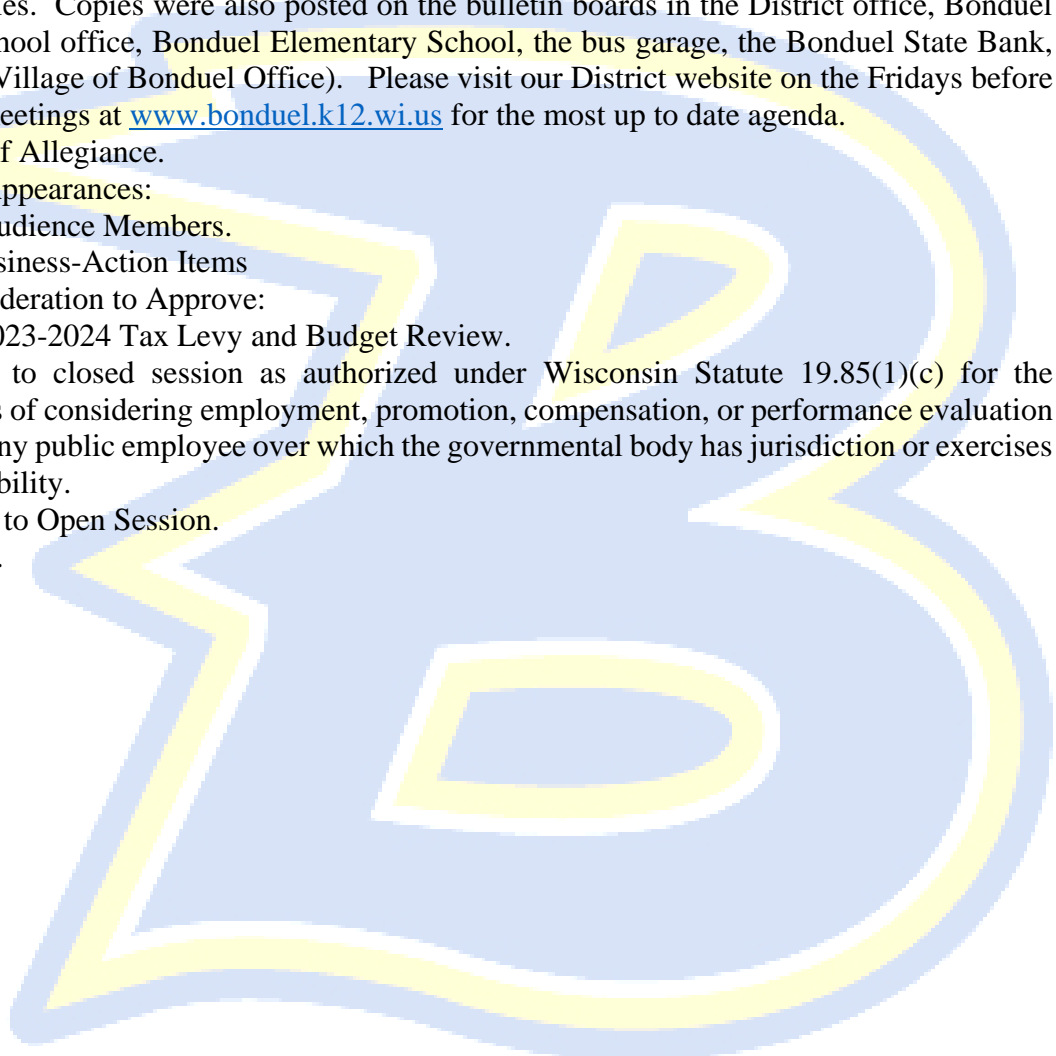 ies. Copies were also posted on the bulletin boards in the District office, Bonduel
hool office, Bonduel Elementary School, the bus garage, the Bonduel State Bank,
Village of Bonduel Office). Please visit our District website on the Fridays before
eetings at www.bonduel.k12.wi.us for the most up to date agenda.
f Allegiance.
ppearances:
udience Members.
siness-Action Items
deration to Approve:
023-2024 Tax Levy and Budget Review.
to closed session as authorized under Wisconsin Statute 19.85(1)(c) for the
s of considering employment, promotion, compensation, or performance evaluation
ny public employee over which the governmental body has jurisdiction or exercises
bility.
to Open Session.
.
B